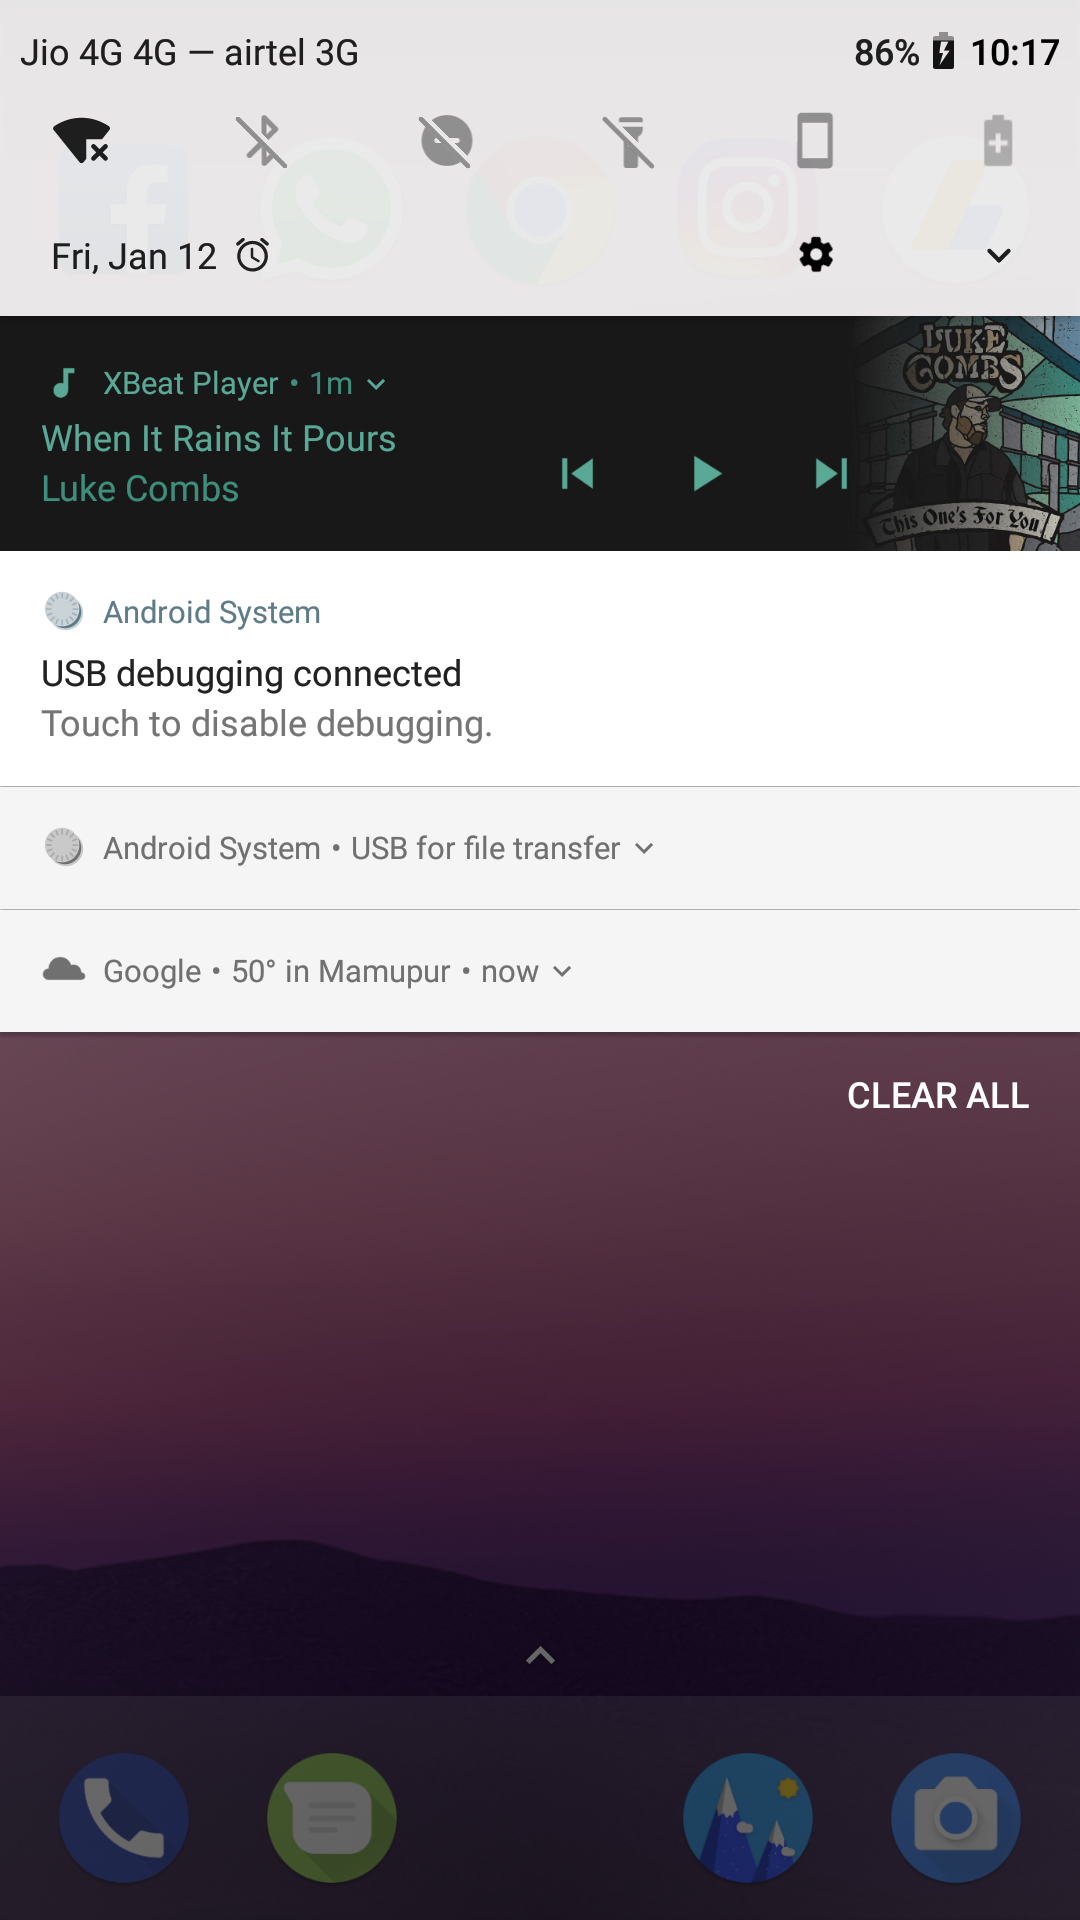 Jio 4G 4G — airtel 3G 86% 10:17
Fri, Jan 12
XBeat Player • 1m
When It Rains It Pours
Luke Combs
LUKE
COMBS
This One's For You
Android System
USB debugging connected
Touch to disable debugging.
Android System • USB for file transfer
Google • 50° in Mamupur • now
CLEAR ALL